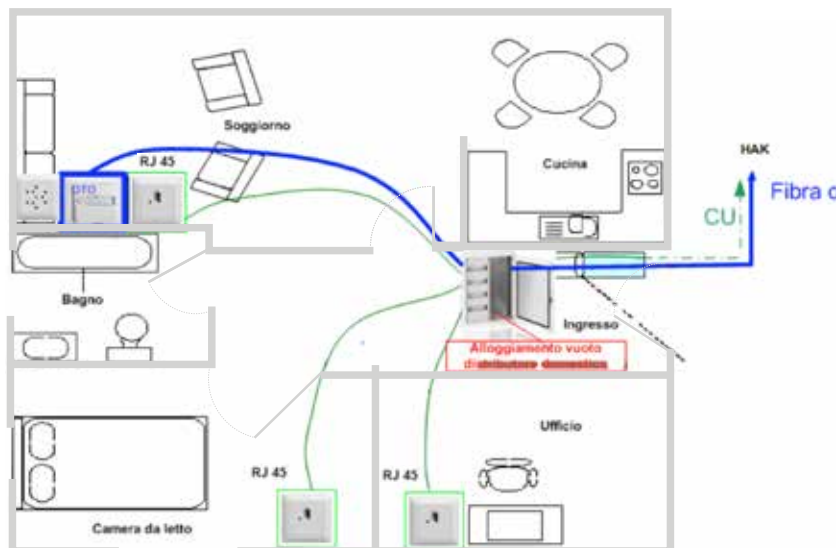 Soggiorno
RJ 45
OTO
Cucina
HAK
Fibra o
CU
Bagno
Ingresso
Alloggiamento vuoto
distributore domestico
Ufficio
RJ 45
RJ 45
Camera da letto